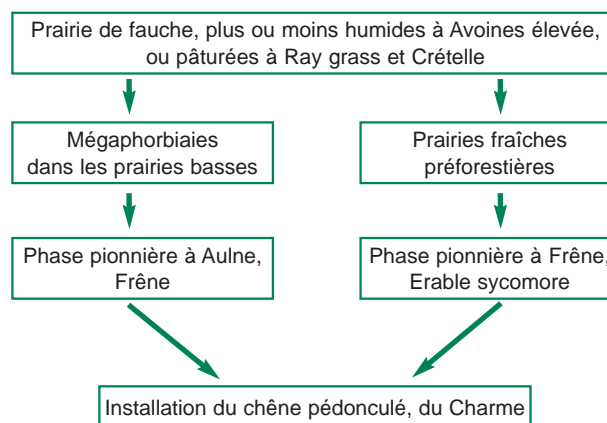 Prairie de fauche, plus ou moins humides à Avoines élevée,
ou pâturées à Ray grass et Crételle
Mégaphorbiaies
dans les prairies basses
Prairies fraîches
préforestières
Phase pionnière à Aulne,
Frêne
Phase pionnière à Frêne,
Erable sycomore
Installation du chêne pédonculé, du Charme